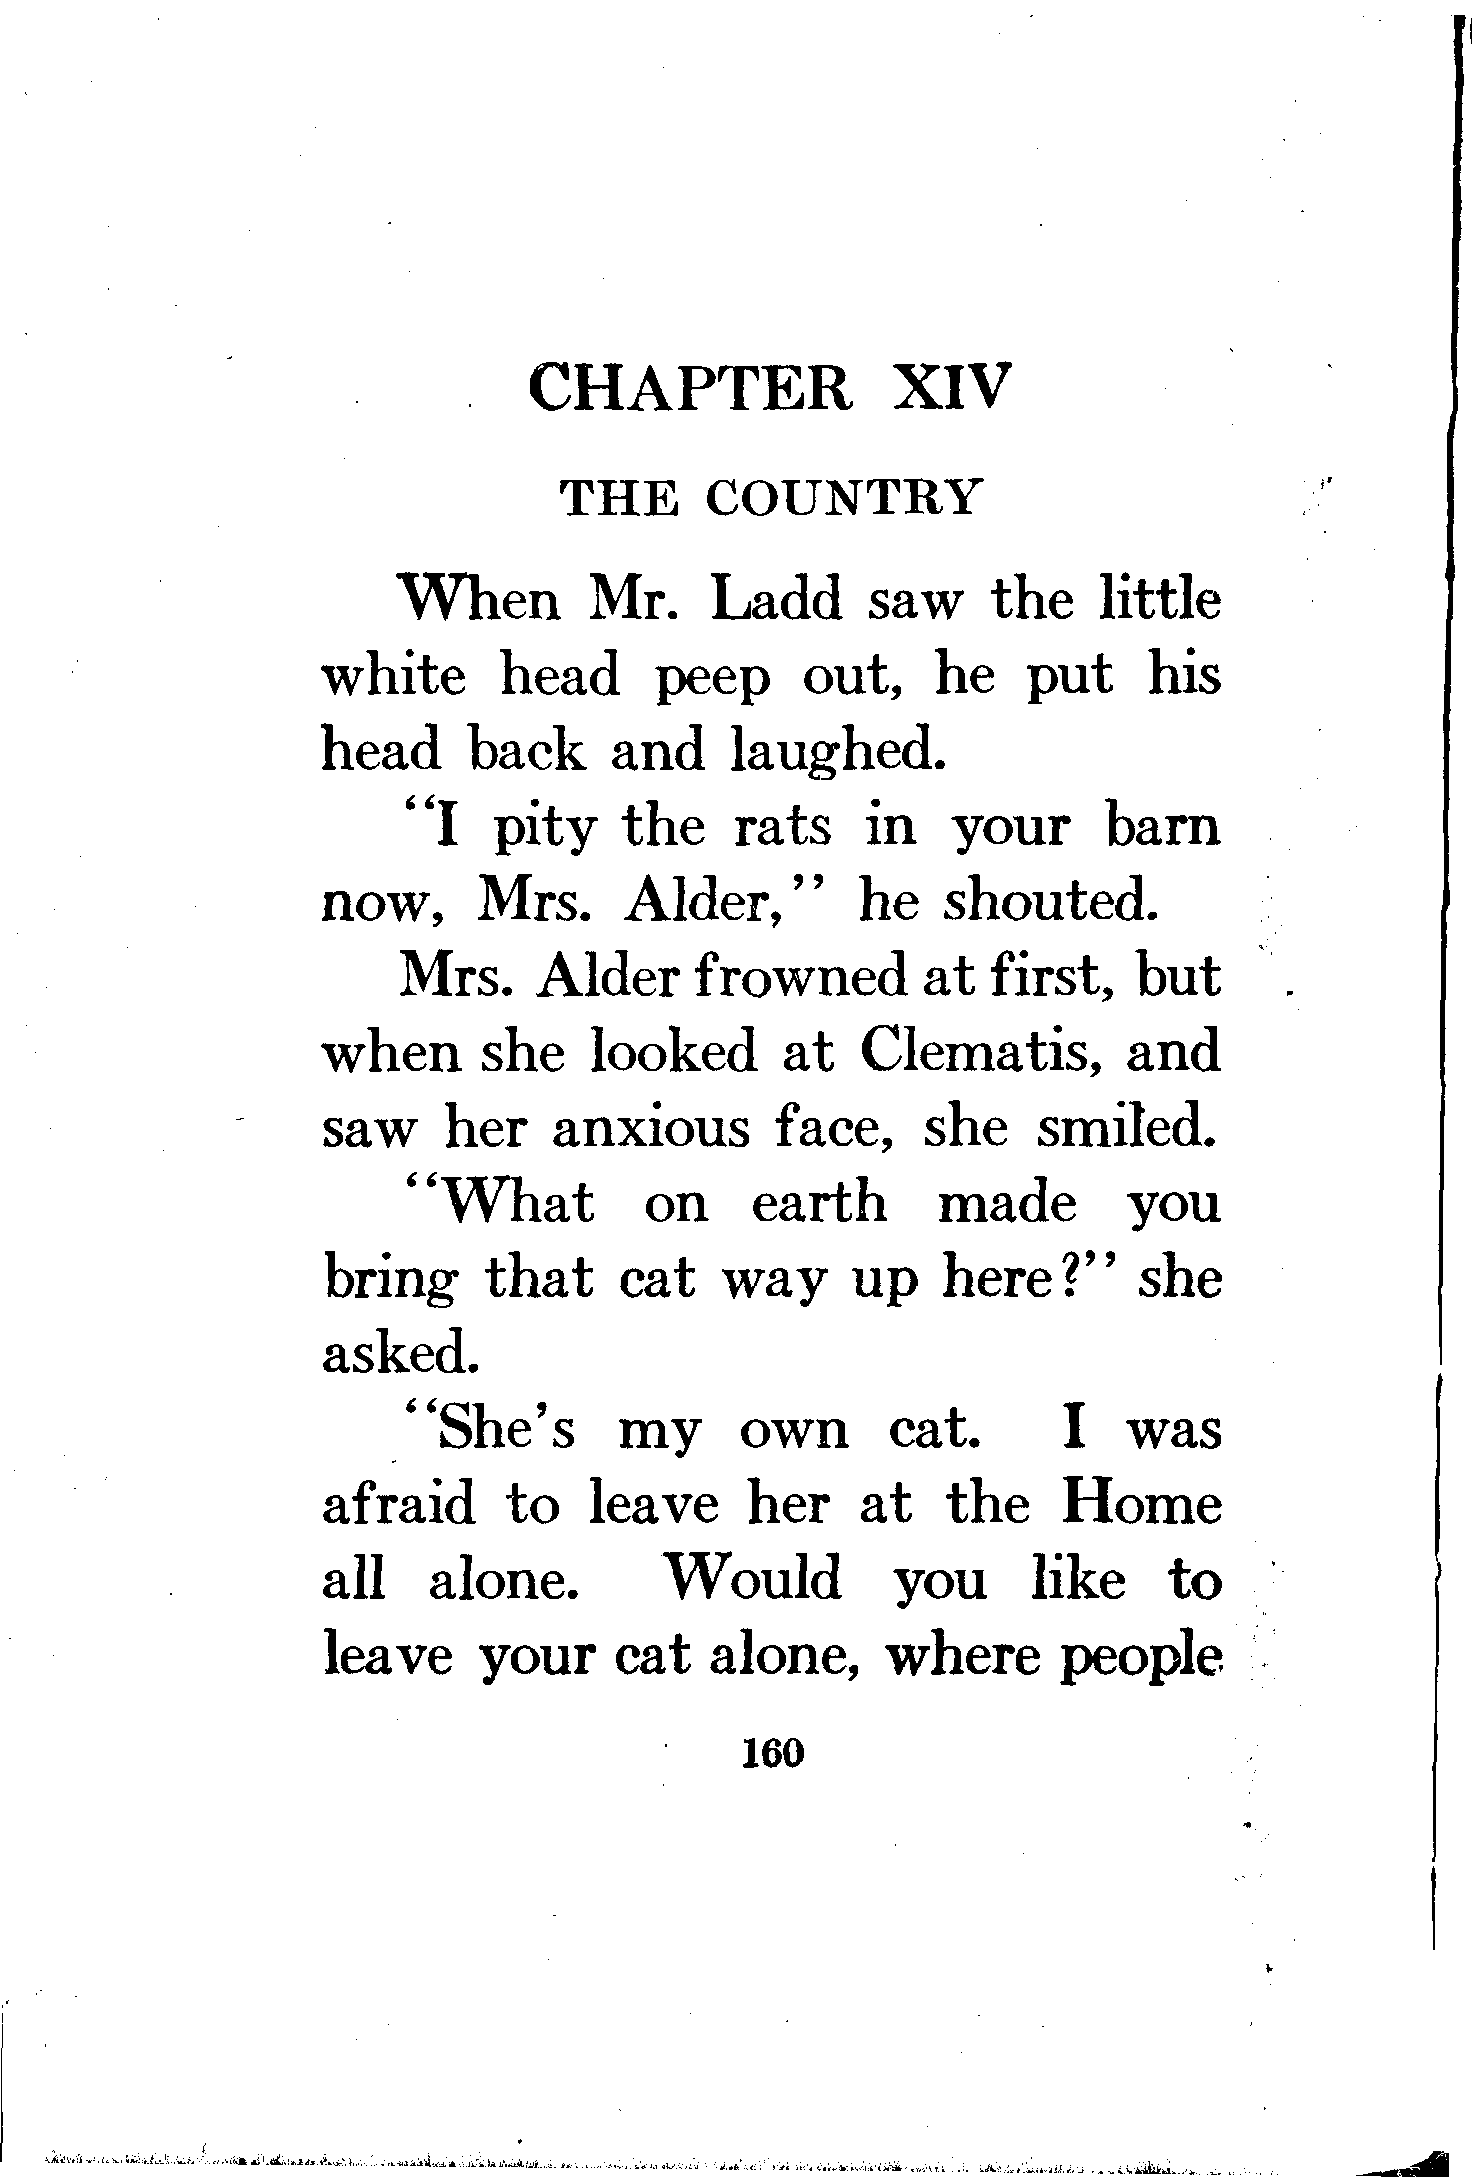 CHAPTER XIV
THE COUNTRY
When Mr. Ladd saw the little
white head peep out, he put his
head back and laughed.
"I pity the rats in your barn
now, Mrs. Alder," he shouted.
Mrs. Alder frowned at first, but
when she looked at Clematis, and
saw her anxious face, she smiled.
"What on earth made you
bring that cat way up here?" she
asked.
"She's my own cat. I was
afraid to leave her at the Home
all alone. Would you like to
leave your cat alone, where people
160